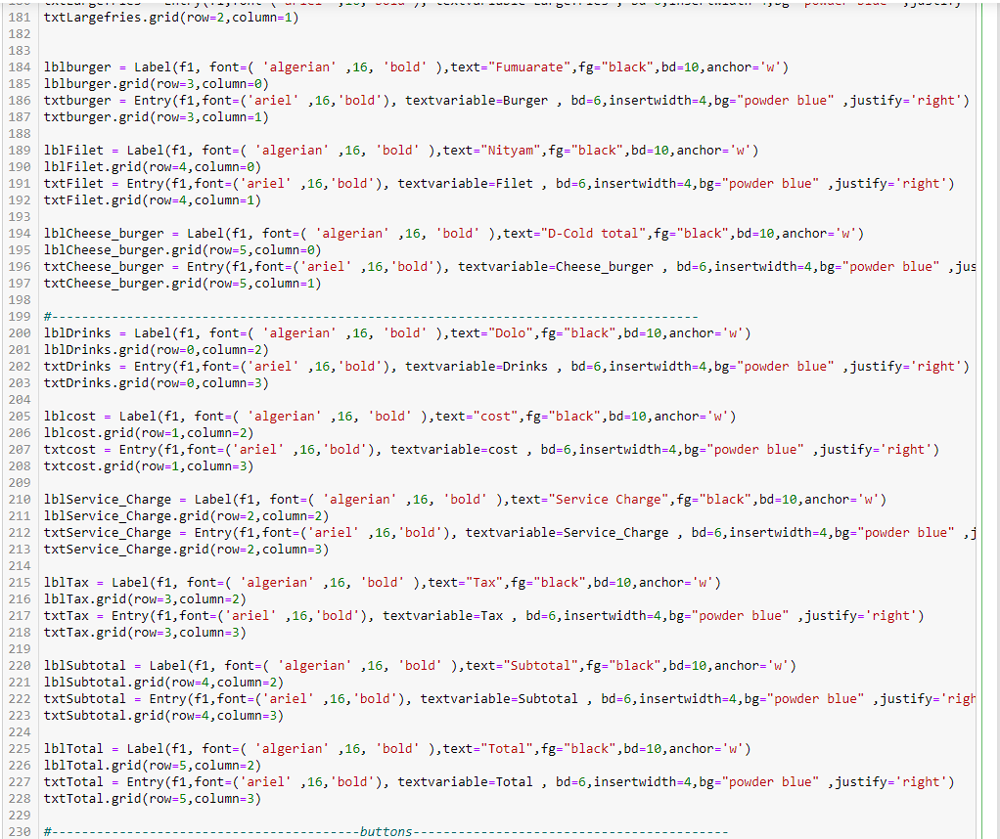 181 txtLargefries.grid(row=2,column=1)
182
183
184 lblburger = Label(f1, font=( 'algerian' ,16, 'bold' ),text="Fumuarate",fg="black",bd=10,anchor='w')
185 lblburger.grid(row=3,column=0)
186 txtburger = Entry(f1,font=('ariel' ,16,'bold'), textvariable=Burger , bd=6,insertwidth=4,bg="powder blue" ,justify='right')
187 txtburger.grid(row=3,column=1)
188
189 lblFilet = Label(f1, font=( 'algerian' ,16, 'bold' ),text="Nityam",fg="black",bd=10,anchor='w')
190 lblFilet.grid(row=4,column=0)
191 txtFilet = Entry(f1,font=('ariel' ,16,'bold'), textvariable=Filet , bd=6,insertwidth=4,bg="powder blue" ,justify='right')
192 txtFilet.grid(row=4,column=1)
193
194 lblCheese_burger = Label(f1, font=( 'algerian' ,16, 'bold' ),text="D-Cold total",fg="black",bd=10,anchor='w')
195 lblCheese_burger.grid(row=5,column=0)
196 txtCheese_burger = Entry(f1,font=('ariel' ,16,'bold'), textvariable=Cheese_burger , bd=6,insertwidth=4,bg="powder blue" ,jus
197 txtCheese_burger.grid(row=5,column=1)
198
199 #--------------------------------------------------------------------------------------
200 lblDrinks = Label(f1, font=( 'algerian' ,16, 'bold' ),text="Dolo",fg="black",bd=10,anchor='w')
201 lblDrinks.grid(row=0,column=2)
202 txtDrinks = Entry(f1,font=('ariel' ,16,'bold'), textvariable=Drinks , bd=6,insertwidth=4,bg="powder blue" ,justify='right')
203 txtDrinks.grid(row=0,column=3)
204
205 lblcost = Label(f1, font=( 'algerian' ,16, 'bold' ),text="cost",fg="black",bd=10,anchor='w')
206 lblcost.grid(row=1,column=2)
207 txtcost = Entry(f1,font=('ariel' ,16,'bold'), textvariable=cost , bd=6,insertwidth=4,bg="powder blue" ,justify='right')
208 txtcost.grid(row=1,column=3)
209
210 lblService_Charge = Label(f1, font=( 'algerian' ,16, 'bold' ),text="Service Charge",fg="black",bd=10,anchor='w')
211 lblService_Charge.grid(row=2,column=2)
212 txtService_Charge = Entry(f1,font=('ariel' ,16,'bold'), textvariable=Service_Charge , bd=6,insertwidth=4,bg="powder blue" ,j
213 txtService_Charge.grid(row=2,column=3)
214
215 lblTax = Label(f1, font=( 'algerian' ,16, 'bold' ),text="Tax",fg="black",bd=10,anchor='w')
216 lblTax.grid(row=3,column=2)
217 txtTax = Entry(f1,font=('ariel' ,16,'bold'), textvariable=Tax , bd=6,insertwidth=4,bg="powder blue" ,justify='right')
218 txtTax.grid(row=3,column=3)
219
220 lblSubtotal = Label(f1, font=( 'algerian' ,16, 'bold' ),text="Subtotal",fg="black",bd=10,anchor='w')
221 lblSubtotal.grid(row=4,column=2)
222 txtSubtotal = Entry(f1,font=('ariel' ,16,'bold'), textvariable=Subtotal , bd=6,insertwidth=4,bg="powder blue" ,justify='righ
223 txtSubtotal.grid(row=4,column=3)
224
225 lblTotal = Label(f1, font=( 'algerian' ,16, 'bold' ),text="Total",fg="black",bd=10,anchor='w')
226 lblTotal.grid(row=5,column=2)
227 txtTotal = Entry(f1,font=('ariel' ,16,'bold'), textvariable=Total , bd=6,insertwidth=4,bg="powder blue" ,justify='right')
228 txtTotal.grid(row=5,column=3)
229
230 #-----------------------------------------buttons------------------------------------------